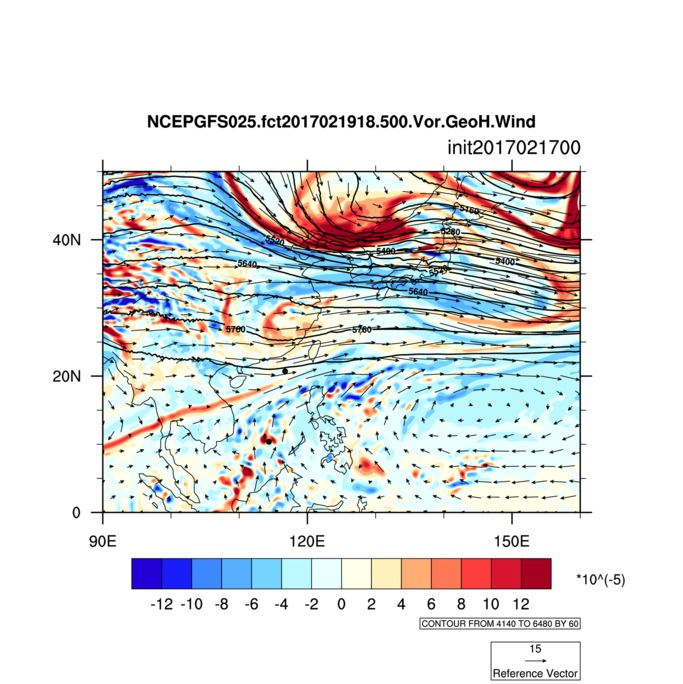 NCEPGFS025.fct2017021918.500.Vor.GeoH.Wind
init2017021700
5160
5280
5520
5400
5400
5640
5520
5640
5760
5760
40N
20N
0
90E
120E
150E
-12 -10 -8 -6 -4 -2 0 2 4 6 8 10 12
*10^(-5)
CONTOUR FROM 4140 TO 6480 BY 60
15
Reference Vector